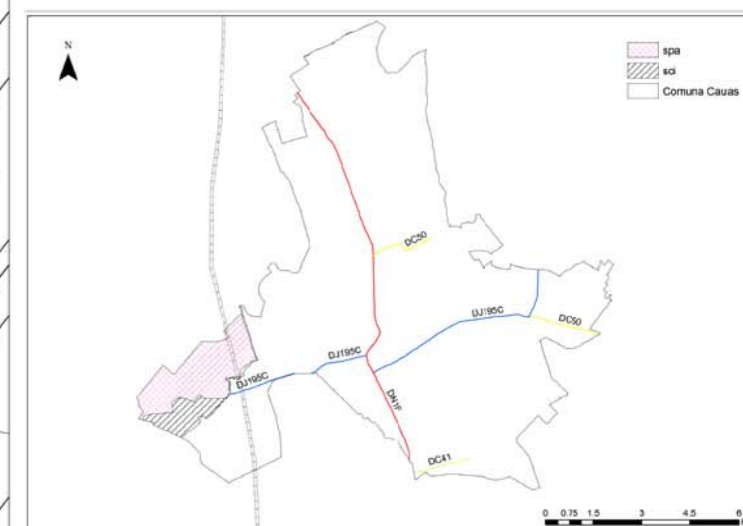 N
spa
sci
Comuna Cauas
DC50
DJ195C
DC50
DJ195C
DJ195C
DN1F
DC41
0 0.75 1.5 3 4.5 6